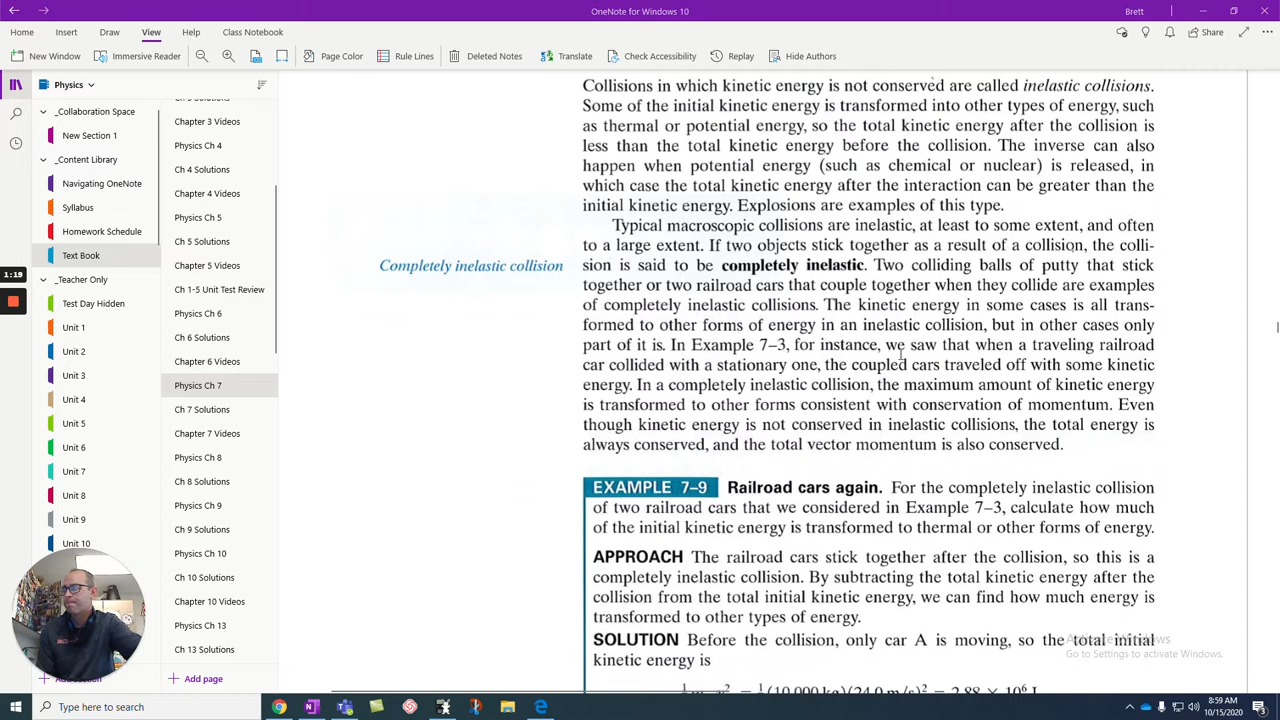 OneNote for Windows 10
Brett
Home Insert Draw View Help Class Notebook
Share
New Window Immersive Reader Page Color Rule Lines Deleted Notes Translate Check Accessibility Replay Hide Authors
Physics
_Collaboration Space
New Section 1
_Content Library
Navigating OneNote
Syllabus
Homework Schedule
Text Book
_Teacher Only
Test Day Hidden
Unit 1
Unit 2
Unit 3
Unit 4
Unit 5
Unit 6
Unit 7
Unit 8
Unit 9
Unit 10
1:19
Chapter 3 Videos
Physics Ch 4
Ch 4 Solutions
Chapter 4 Videos
Physics Ch 5
Ch 5 Solutions
Chapter 5 Videos
Ch 1-5 Unit Test Review
Physics Ch 6
Ch 6 Solutions
Chapter 6 Videos
Physics Ch 7
Ch 7 Solutions
Chapter 7 Videos
Physics Ch 8
Ch 8 Solutions
Physics Ch 9
Ch 9 Solutions
Physics Ch 10
Ch 10 Solutions
Chapter 10 Videos
Physics Ch 13
Ch 13 Solutions
Add page
Collisions in which kinetic energy is not conserved are called inelastic collisions.
Some of the initial kinetic energy is transformed into other types of energy, such
as thermal or potential energy, so the total kinetic energy after the collision is
less than the total kinetic energy before the collision. The inverse can also
happen when potential energy (such as chemical or nuclear) is released, in
which case the total kinetic energy after the interaction can be greater than the
initial kinetic energy. Explosions are examples of this type.
Typical macroscopic collisions are inelastic, at least to some extent, and often
to a large extent. If two objects stick together as a result of a collision, the colli-
sion is said to be completely inelastic. Two colliding balls of putty that stick
together or two railroad cars that couple together when they collide are examples
of completely inelastic collisions. The kinetic energy in some cases is all trans-
formed to other forms of energy in an inelastic collision, but in other cases only
part of it is. In Example 7–3, for instance, we saw that when a traveling railroad
car collided with a stationary one, the coupled cars traveled off with some kinetic
energy. In a completely inelastic collision, the maximum amount of kinetic energy
is transformed to other forms consistent with conservation of momentum. Even
though kinetic energy is not conserved in inelastic collisions, the total energy is
always conserved, and the total vector momentum is also conserved.
Completely inelastic collision
EXAMPLE 7–9 Railroad cars again. For the completely inelastic collision
of two railroad cars that we considered in Example 7–3, calculate how much
of the initial kinetic energy is transformed to thermal or other forms of energy.
APPROACH The railroad cars stick together after the collision, so this is a
completely inelastic collision. By subtracting the total kinetic energy after the
collision from the total initial kinetic energy, we can find how much energy is
transformed to other types of energy.
SOLUTION Before the collision, only car A is moving, so the total initial
kinetic energy is
Activate Windows
Go to Settings to activate Windows.
Type here to search
8:59 AM
10/15/2020